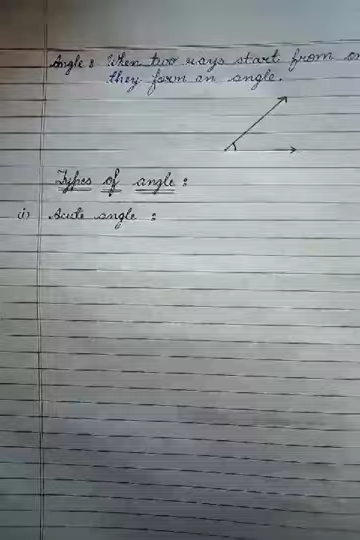 Angle : When two rays start from
they form an angle.
Types of angle :
(i) Acute angle :